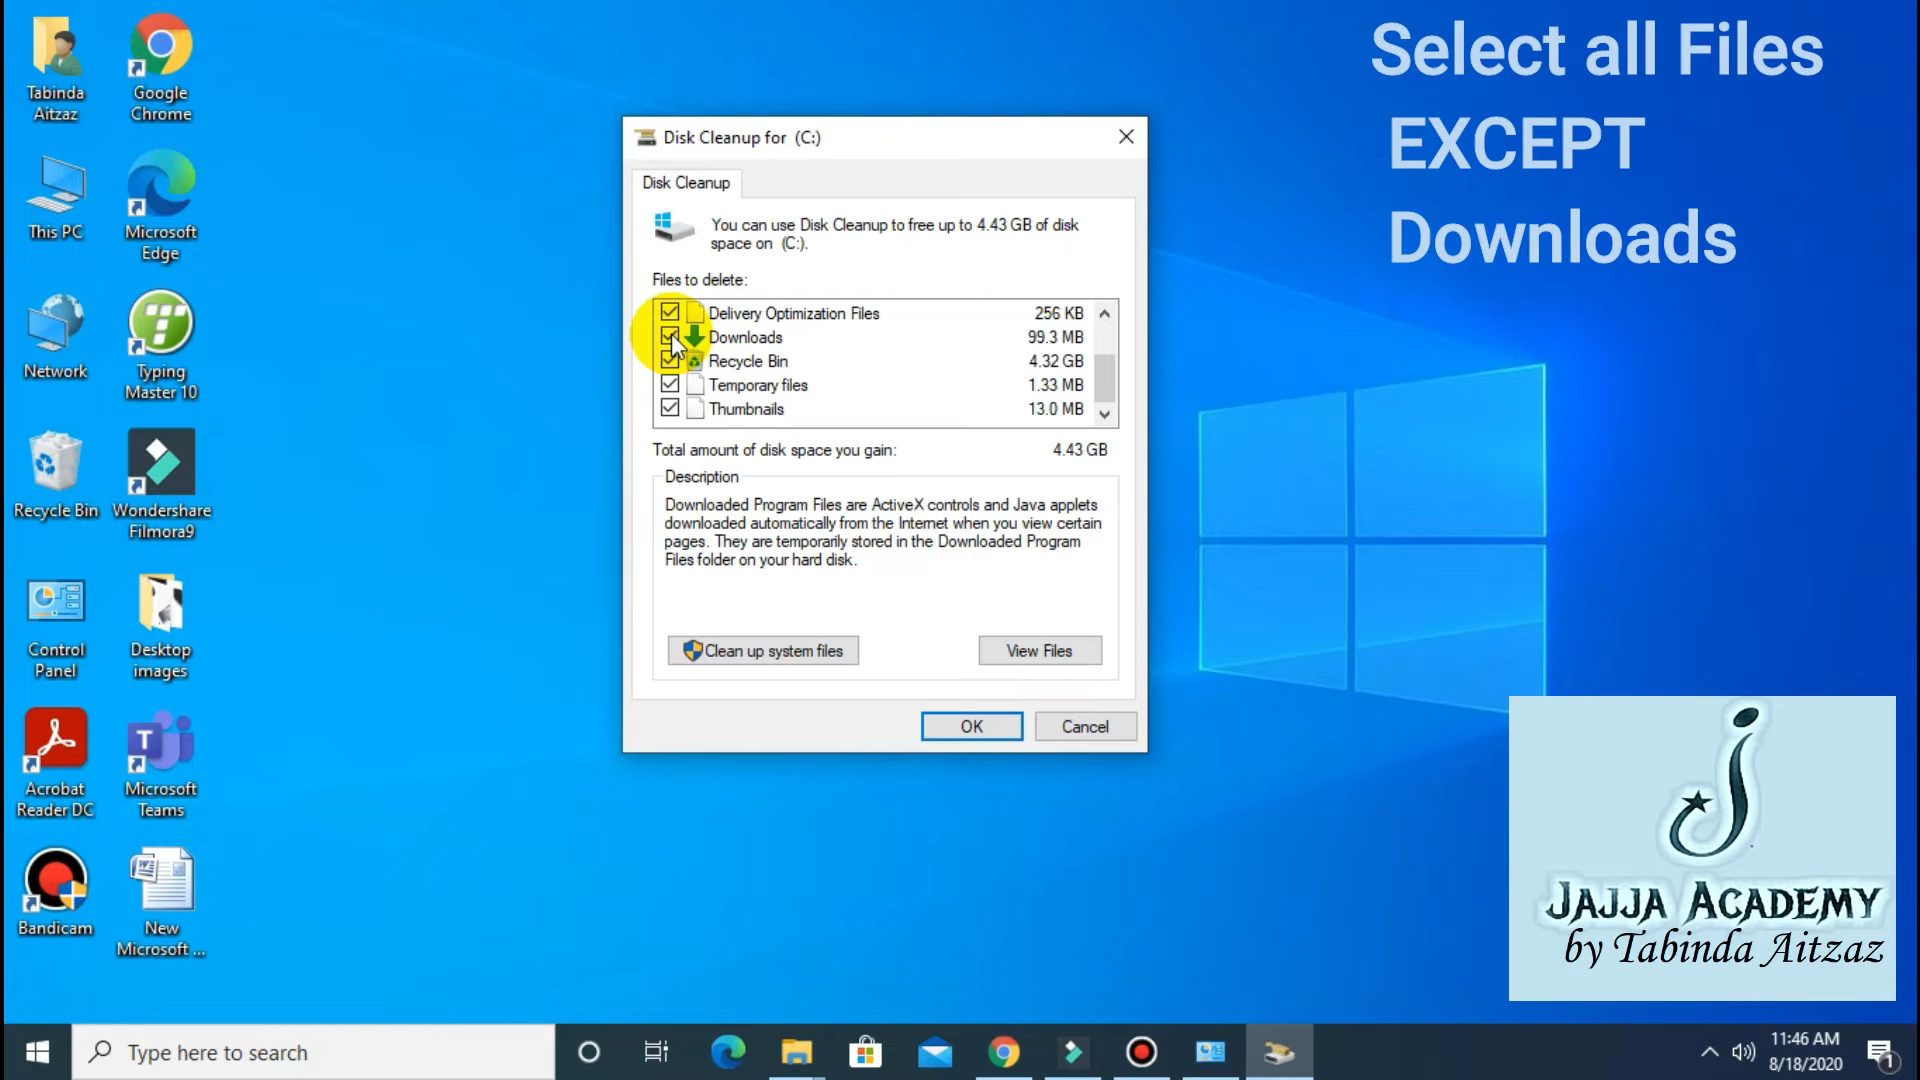 Select all Files
EXCEPT
Downloads
Tabinda
Aitzaz
Google
Chrome
This PC
Microsoft
Edge
Network
Typing
Master 10
Recycle Bin
Wondershare
Filmora9
Control
Panel
Desktop
images
Acrobat
Reader DC
Microsoft
Teams
Bandicam
New
Microsoft ...
Disk Cleanup for (C:)
Disk Cleanup
You can use Disk Cleanup to free up to 4.43 GB of disk
space on (C:).
Files to delete:
Delivery Optimization Files 256 KB
Downloads 99.3 MB
Recycle Bin 4.32 GB
Temporary files 1.33 MB
Thumbnails 13.0 MB
Total amount of disk space you gain: 4.43 GB
Description
Downloaded Program Files are ActiveX controls and Java applets
downloaded automatically from the Internet when you view certain
pages. They are temporarily stored in the Downloaded Program
Files folder on your hard disk.
Clean up system files
View Files
OK
Cancel
JAJJA ACADEMY
by Tabinda Aitzaz
Type here to search
11:46 AM
8/18/2020
1